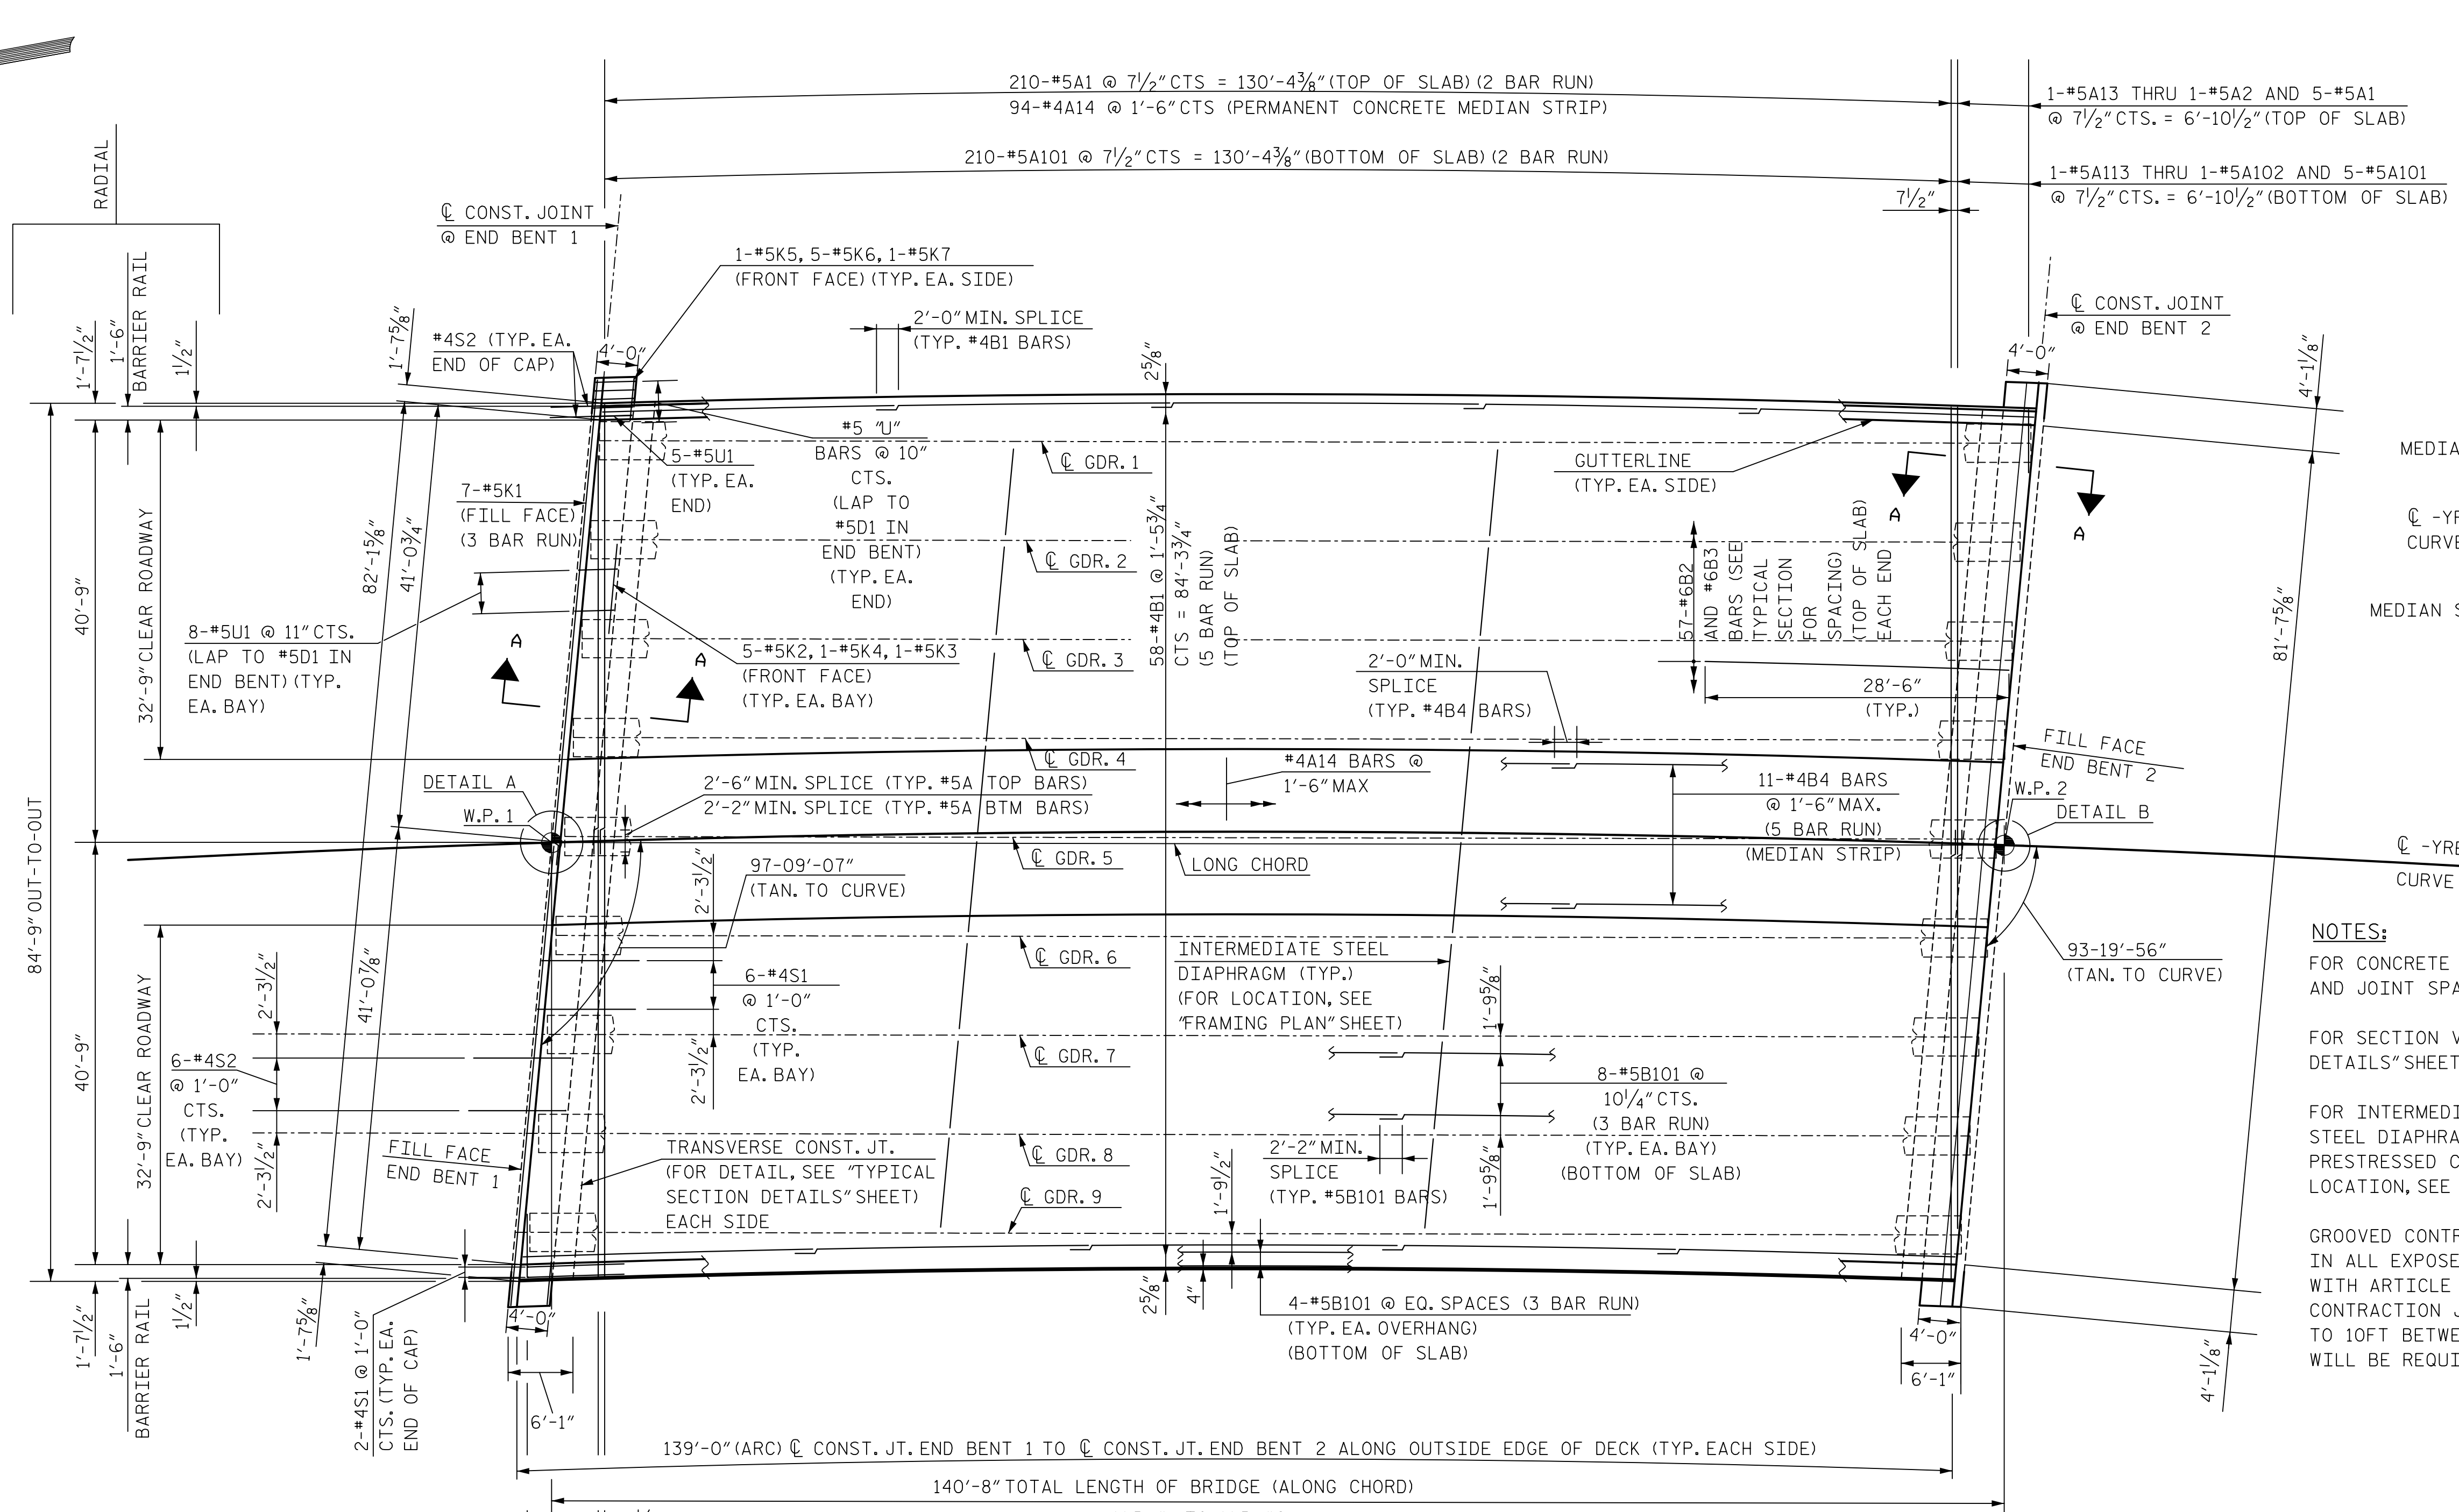 210-#5A1 @ 7½" CTS = 130'-4⅜" (TOP OF SLAB) (2 BAR RUN)
94-#4A14 @ 1'-6" CTS (PERMANENT CONCRETE MEDIAN STRIP)
1-#5A13 THRU 1-#5A2 AND 5-#5A1
@ 7½" CTS. = 6'-10½" (TOP OF SLAB)
210-#5A101 @ 7½" CTS = 130'-4⅜" (BOTTOM OF SLAB) (2 BAR RUN)
1-#5A113 THRU 1-#5A102 AND 5-#5A101
@ 7½" CTS. = 6'-10½" (BOTTOM OF SLAB)
7½"
RADIAL
℄ CONST. JOINT
@ END BENT 1
1-#5K5, 5-#5K6, 1-#5K7
(FRONT FACE) (TYP. EA. SIDE)
℄ CONST. JOINT
@ END BENT 2
1'-7½"
1'-6"
BARRIER RAIL
1½"
1'-7⅝"
#4S2 (TYP. EA.
END OF CAP)
4'-0"
2'-0" MIN. SPLICE
(TYP. #4B1 BARS)
2⅝"
4'-0"
4'-1⅛"
#5 "U"
BARS @ 10"
CTS.
(LAP TO
#5D1 IN
END BENT)
(TYP. EA.
END)
5-#5U1
(TYP. EA.
END)
℄ GDR. 1
GUTTERLINE
(TYP. EA. SIDE)
A
A
7-#5K1
(FILL FACE)
(3 BAR RUN)
82'-1⅝"
41'-0¾"
40'-9"
32'-9" CLEAR ROADWAY
℄ GDR. 2
58-#4B1 @ 1'-5¾"
CTS = 84'-3¾"
(5 BAR RUN)
(TOP OF SLAB)
57-#6B2
AND #6B3
BARS (SEE
TYPICAL
SECTION
FOR
SPACING)
(TOP OF SLAB)
EACH END
81'-7⅝"
8-#5U1 @ 11" CTS.
(LAP TO #5D1 IN
END BENT) (TYP.
EA. BAY)
A
A
5-#5K2, 1-#5K4, 1-#5K3
(FRONT FACE)
(TYP. EA. BAY)
℄ GDR. 3
2'-0" MIN.
SPLICE
(TYP. #4B4 BARS)
28'-6"
(TYP.)
FILL FACE
END BENT 2
℄ GDR. 4
#4A14 BARS @
1'-6" MAX
11-#4B4 BARS
@ 1'-6" MAX.
(5 BAR RUN)
(MEDIAN STRIP)
DETAIL A
W.P. 1
2'-6" MIN. SPLICE (TYP. #5A TOP BARS)
2'-2" MIN. SPLICE (TYP. #5A BTM BARS)
W.P. 2
DETAIL B
84'-9" OUT-TO-OUT
℄ GDR. 5
LONG CHORD
97-09'-07"
(TAN. TO CURVE)
2'-3½"
93-19'-56"
(TAN. TO CURVE)
℄ GDR. 6
INTERMEDIATE STEEL
DIAPHRAGM (TYP.)
(FOR LOCATION, SEE
"FRAMING PLAN" SHEET)
6-#4S1
@ 1'-0"
CTS.
(TYP.
EA. BAY)
2'-3½"
2'-3½"
41'-0⅞"
40'-9"
32'-9" CLEAR ROADWAY
1'-9⅝"
℄ GDR. 7
6-#4S2
@ 1'-0"
CTS.
(TYP.
EA. BAY)
2'-3½"
8-#5B101 @
10¼" CTS.
(3 BAR RUN)
(TYP. EA. BAY)
(BOTTOM OF SLAB)
1'-9⅝"
FILL FACE
END BENT 1
TRANSVERSE CONST. JT.
(FOR DETAIL, SEE "TYPICAL
SECTION DETAILS" SHEET)
EACH SIDE
℄ GDR. 8
℄ GDR. 9
2'-2" MIN.
SPLICE
(TYP. #5B101 BARS)
1'-9½"
2⅝"
4"
4-#5B101 @ EQ. SPACES (3 BAR RUN)
(TYP. EA. OVERHANG)
(BOTTOM OF SLAB)
1'-7½"
1'-6"
BARRIER RAIL
1½"
1'-7⅝"
2-#4S1 @ 1'-0"
CTS. (TYP. EA.
END OF CAP)
4'-0"
6'-1"
4'-0"
6'-1"
4'-1⅛"
139'-0" (ARC) ℄ CONST. JT. END BENT 1 TO ℄ CONST. JT. END BENT 2 ALONG OUTSIDE EDGE OF DECK (TYP. EACH SIDE)
140'-8" TOTAL LENGTH OF BRIDGE (ALONG CHORD)
℄ -YRE
CURVE
NOTES:
FOR CONCRETE
AND JOINT SPA
FOR SECTION V
DETAILS" SHEET
FOR INTERMEDI
STEEL DIAPHRA
PRESTRESSED C
LOCATION, SEE
GROOVED CONTR
IN ALL EXPOSE
WITH ARTICLE
CONTRACTION J
TO 10FT BETWE
WILL BE REQUI
MEDIA
℄ -YR
CURVE
MEDIAN S